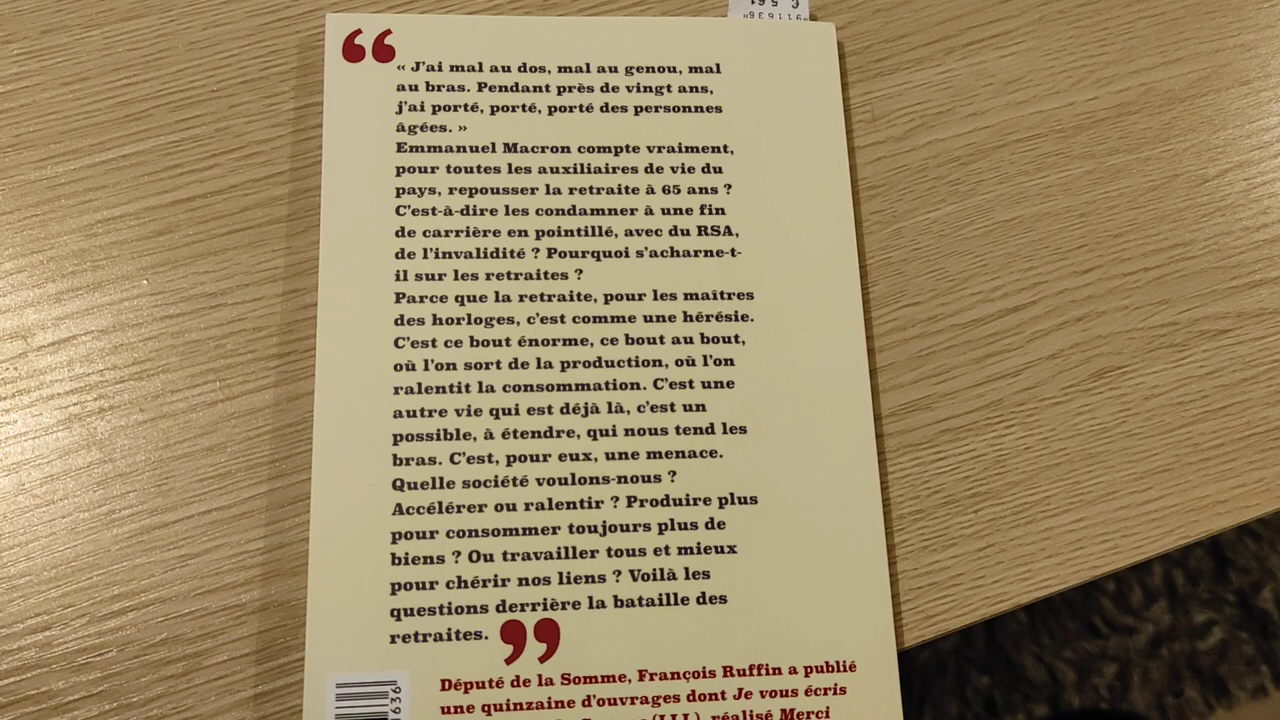 « J'ai mal au dos, mal au genou, mal
au bras. Pendant près de vingt ans,
j'ai porté, porté, porté des personnes
âgées. »
Emmanuel Macron compte vraiment,
pour toutes les auxiliaires de vie du
pays, repousser la retraite à 65 ans ?
C'est-à-dire les condamner à une fin
de carrière en pointillé, avec du RSA,
de l'invalidité ? Pourquoi s'acharne-t-
il sur les retraites ?
Parce que la retraite, pour les maîtres
des horloges, c'est comme une hérésie.
C'est ce bout énorme, ce bout au bout,
où l'on sort de la production, où l'on
ralentit la consommation. C'est une
autre vie qui est déjà là, c'est un
possible, à étendre, qui nous tend les
bras. C'est, pour eux, une menace.
Quelle société voulons-nous ?
Accélérer ou ralentir ? Produire plus
pour consommer toujours plus de
biens ? Ou travailler tous et mieux
pour chérir nos liens ? Voilà les
questions derrière la bataille des
retraites. ”
Député de la Somme, François Ruffin a publié
une quinzaine d'ouvrages dont Je vous écris
(LLL), réalisé Merci
1636